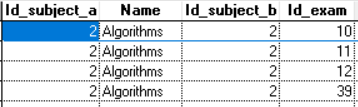 Id_subject_a Name Id_subject_b Id_exam
2 Algorithms 2 10
2 Algorithms 2 11
2 Algorithms 2 12
2 Algorithms 2 39